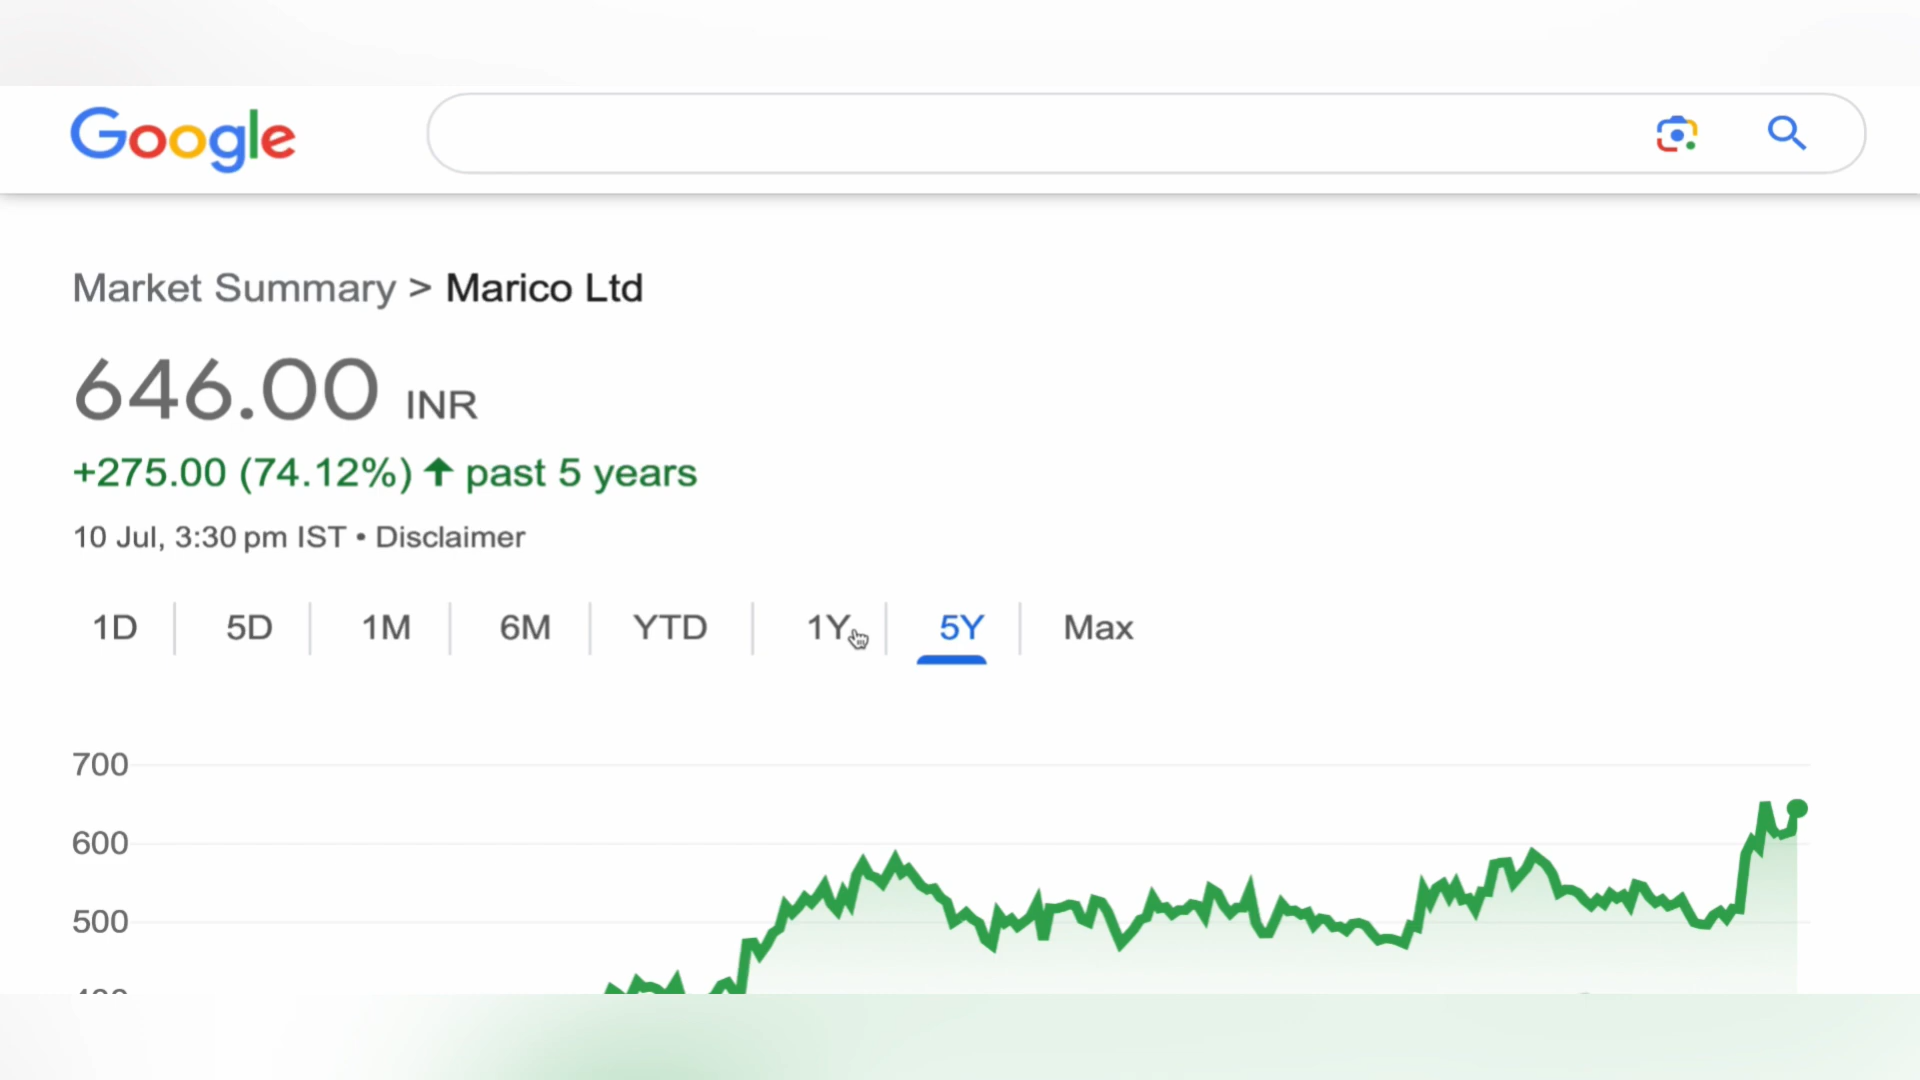 Google
Market Summary > Marico Ltd
646.00 INR
+275.00 (74.12%) ↑ past 5 years
10 Jul, 3:30 pm IST • Disclaimer
1D 5D 1M 6M YTD 1Y 5Y Max
700
600
500